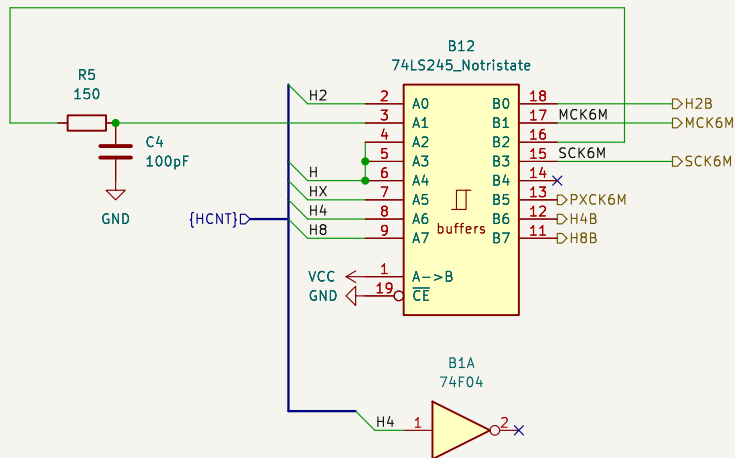 B12
74LS245_Notristate
R5
150
H2 2 A0 B0 18 H2B
3 A1 B1 17 MCK6M MCK6M
4 A2 B2 16
C4
100pF
5 A3 B3 15 SCK6M SCK6M
H 6 A4 B4 14
HX 7 A5 B5 13 PXCK6M
GND
{HCNT} H4 8 A6 B6 12 H4B
buffers
H8 9 A7 B7 11 H8B
VCC 1 A->B
GND 19 CE
B1A
74F04
H4 1 2